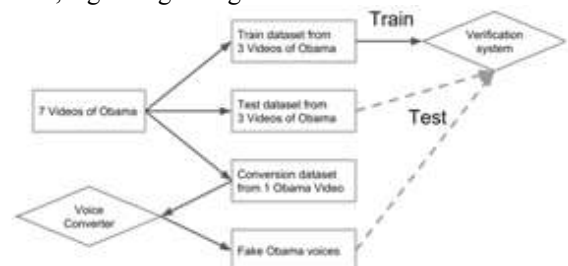 Train
Train dataset from
3 Videos of Obama
Verification
system
7 Videos of Obama
Test dataset from
3 Videos of Obama
Test
Conversion dataset
from 1 Obama Video
Voice
Converter
Fake Obama voices